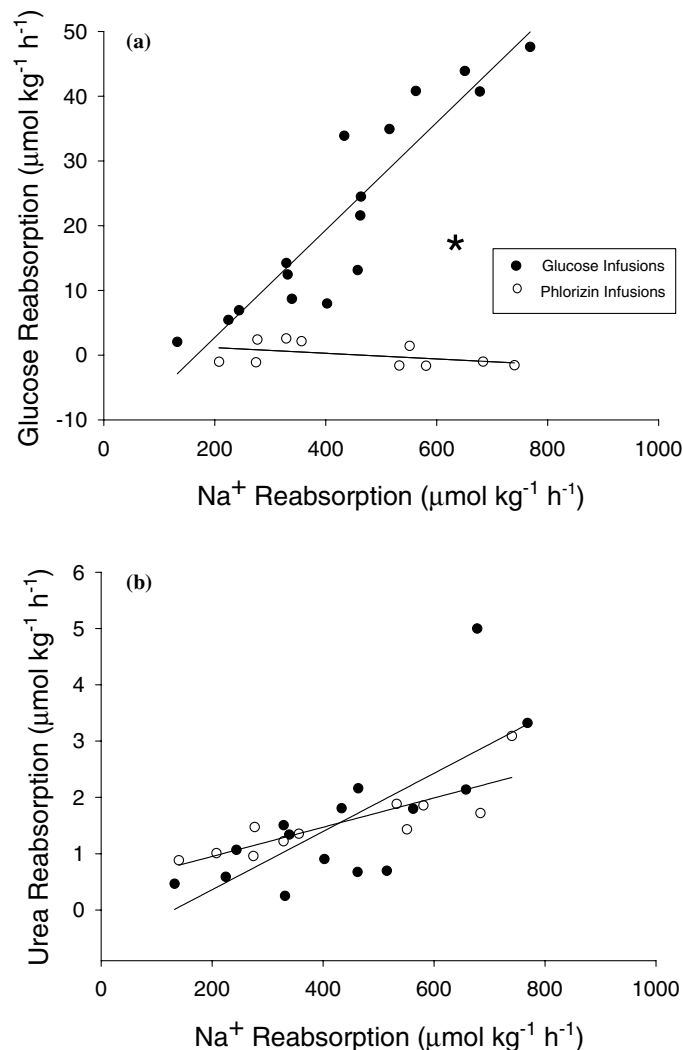 (a)
50
40
30
20
10
0
-10
Glucose Reabsorption (μmol kg⁻¹ h⁻¹)
*
Glucose Infusions
Phlorizin Infusions
0 200 400 600 800 1000
Na⁺ Reabsorption (μmol kg⁻¹ h⁻¹)
(b)
6
5
4
3
2
1
0
Urea Reabsorption (μmol kg⁻¹ h⁻¹)
0 200 400 600 800 1000
Na⁺ Reabsorption (μmol kg⁻¹ h⁻¹)